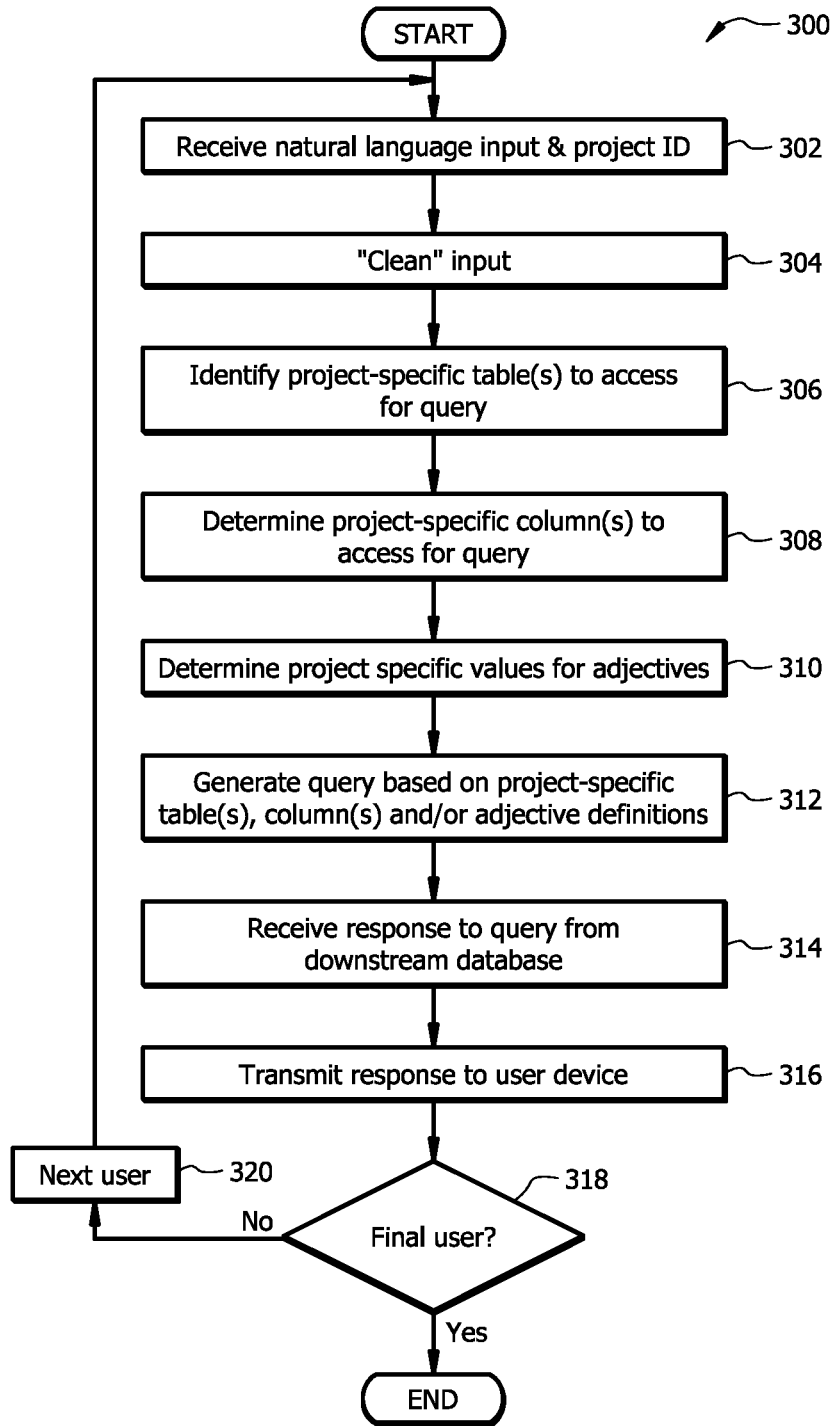 START
300
Receive natural language input & project ID
302
"Clean" input
304
Identify project-specific table(s) to access
for query
306
Determine project-specific column(s) to
access for query
308
Determine project specific values for adjectives
310
Generate query based on project-specific
table(s), column(s) and/or adjective definitions
312
Receive response to query from
downstream database
314
Transmit response to user device
316
Next user
320
318
No
Final user?
Yes
END